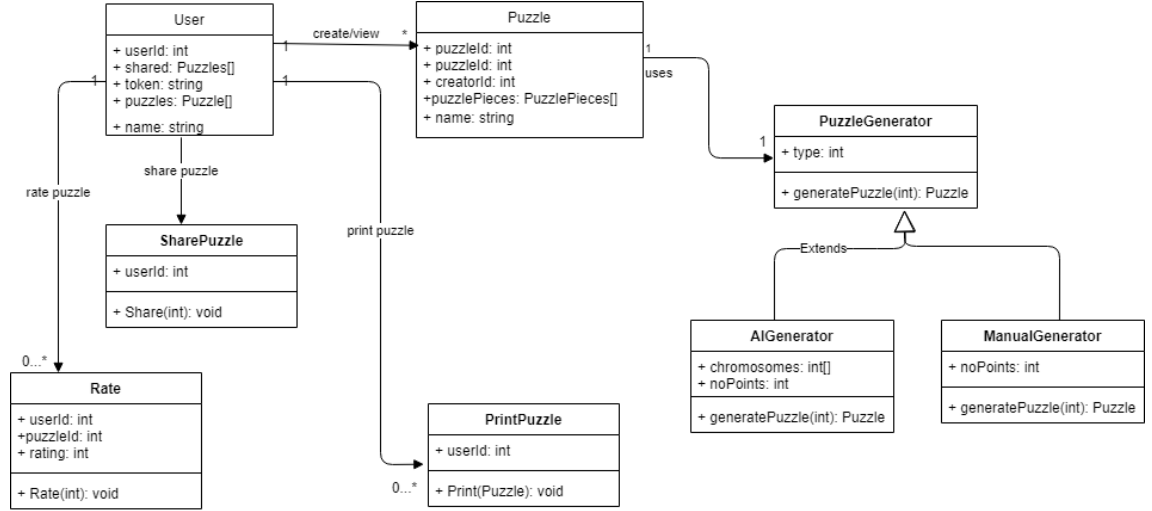 User
+ userId: int
+ shared: Puzzles[]
+ token: string
+ puzzles: Puzzle[]
+ name: string
1
create/view
*
Puzzle
+ puzzleId: int
+ puzzleId: int
+ creatorId: int
+puzzlePieces: PuzzlePieces[]
+ name: string
1
uses
1
PuzzleGenerator
+ type: int
+ generatePuzzle(int): Puzzle
Extends
AIGenerator
+ chromosomes: int[]
+ noPoints: int
+ generatePuzzle(int): Puzzle
ManualGenerator
+ noPoints: int
+ generatePuzzle(int): Puzzle
share puzzle
SharePuzzle
+ userId: int
+ Share(int): void
1
rate puzzle
0...*
Rate
+ userId: int
+puzzleId: int
+ rating: int
+ Rate(int): void
1
print puzzle
0...*
PrintPuzzle
+ userId: int
+ Print(Puzzle): void